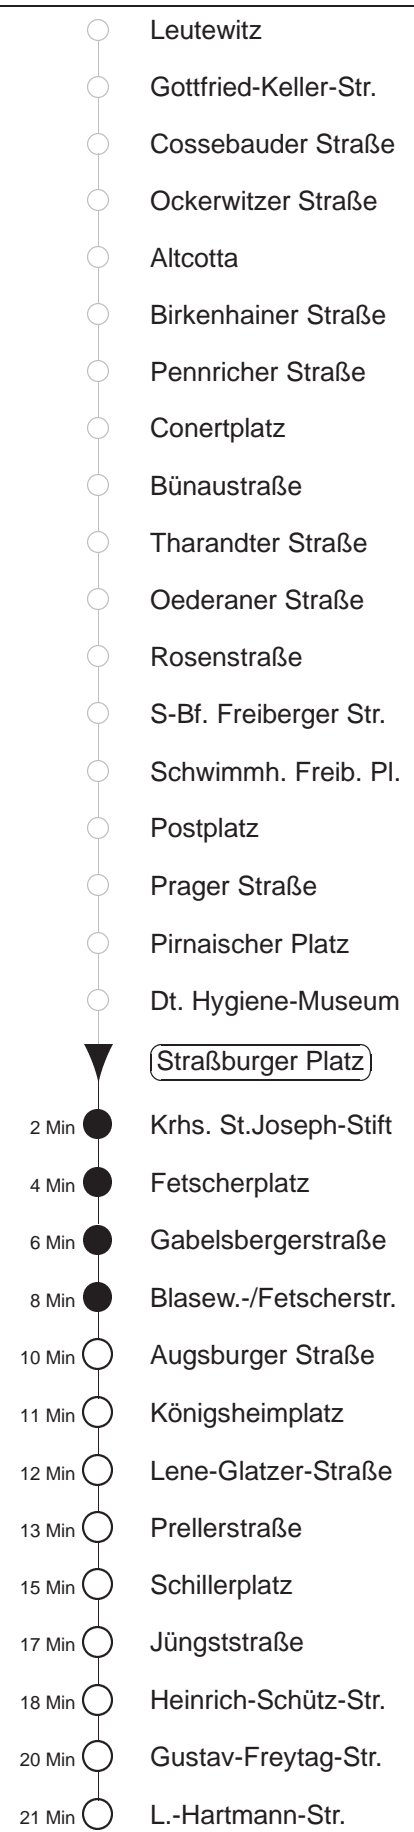 Leutewitz
Gottfried-Keller-Str.
Cossebauder Straße
Ockerwitzer Straße
Altcotta
Birkenhainer Straße
Pennricher Straße
Conertplatz
Bünaustraße
Tharandter Straße
Oederaner Straße
Rosenstraße
S-Bf. Freiberger Str.
Schwimmh. Freib. Pl.
Postplatz
Prager Straße
Pirnaischer Platz
Dt. Hygiene-Museum
Straßburger Platz
2 Min Krhs. St.Joseph-Stift
4 Min Fetscherplatz
6 Min Gabelsbergerstraße
8 Min Blasew.-/Fetscherstr.
10 Min Augsburger Straße
11 Min Königsheimplatz
12 Min Lene-Glatzer-Straße
13 Min Prellerstraße
15 Min Schillerplatz
17 Min Jüngststraße
18 Min Heinrich-Schütz-Str.
20 Min Gustav-Freytag-Str.
21 Min L.-Hartmann-Str.